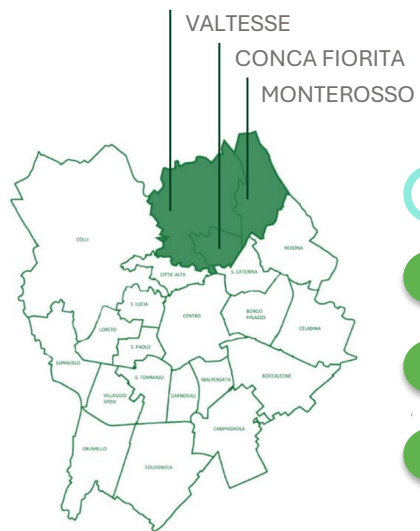 VALTESSE
CONCA FIORITA
MONTEROSSO
COLLI
REDONA
CITTA' ALTA
S. CATERINA
S. LUCIA
CENTRO
BORGO
PALAZZO
LORETO
CELADINA
S. PAOLO
LONGUELO
S. TOMMASO
MALPENSATA
BOCCALEONE
VILLAGGIO
SPOSI
CARNOVALI
CAMPAGNOLA
GRUMELLO
COLOGNOLA